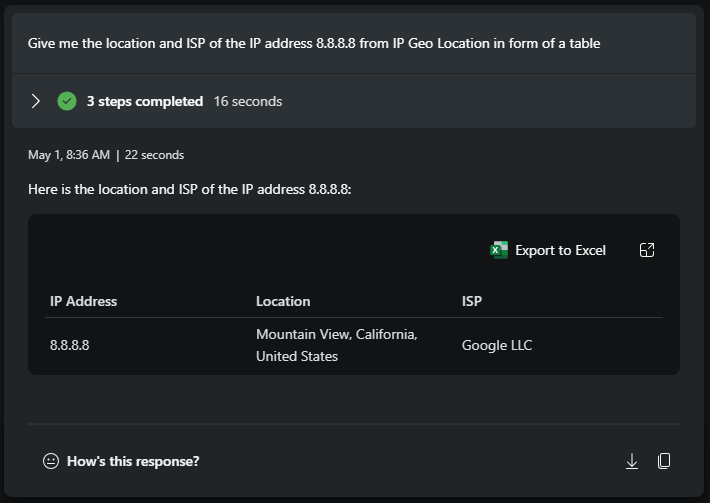 Give me the location and ISP of the IP address 8.8.8.8 from IP Geo Location in form of a table
3 steps completed 16 seconds
May 1, 8:36 AM | 22 seconds
Here is the location and ISP of the IP address 8.8.8.8:
Export to Excel
IP Address Location ISP
8.8.8.8 Mountain View, California, Google LLC
United States
How's this response?